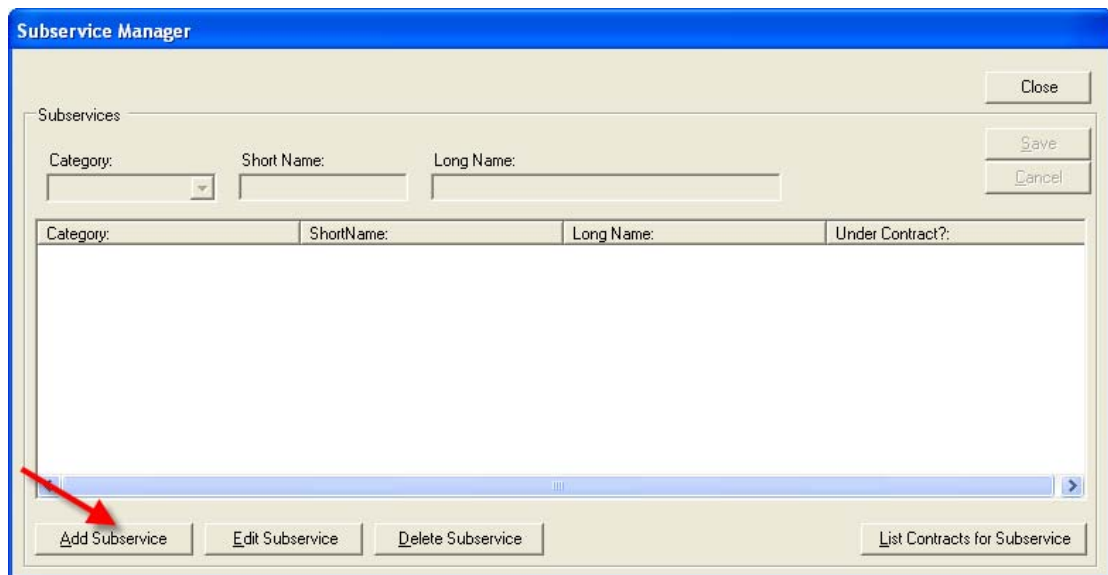 Subservice Manager
Close
Subservices
Save
Category: Short Name: Long Name:
Cancel
Category: ShortName: Long Name: Under Contract?:
Add Subservice Edit Subservice Delete Subservice List Contracts for Subservice